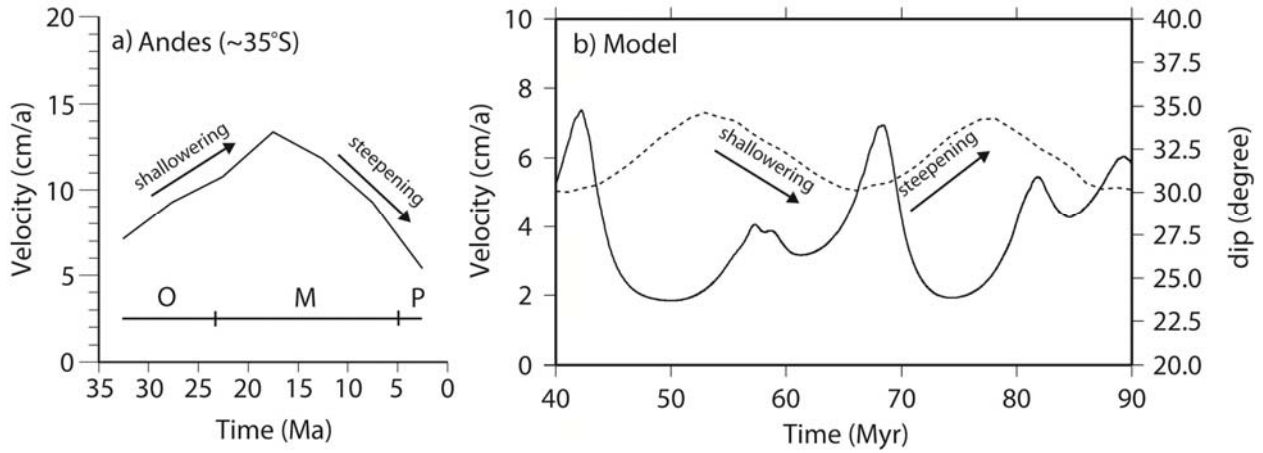 a) Andes (~35°S)
Velocity (cm/a)
20
15
10
5
0
shallowering
steepening
O M P
35 30 25 20 15 10 5 0
Time (Ma)
b) Model
Velocity (cm/a)
10
8
6
4
2
0
shallowering
steepening
40 50 60 70 80 90
Time (Myr)
40.0
37.5
35.0
32.5
30.0
27.5
25.0
22.5
20.0
dip (degree)